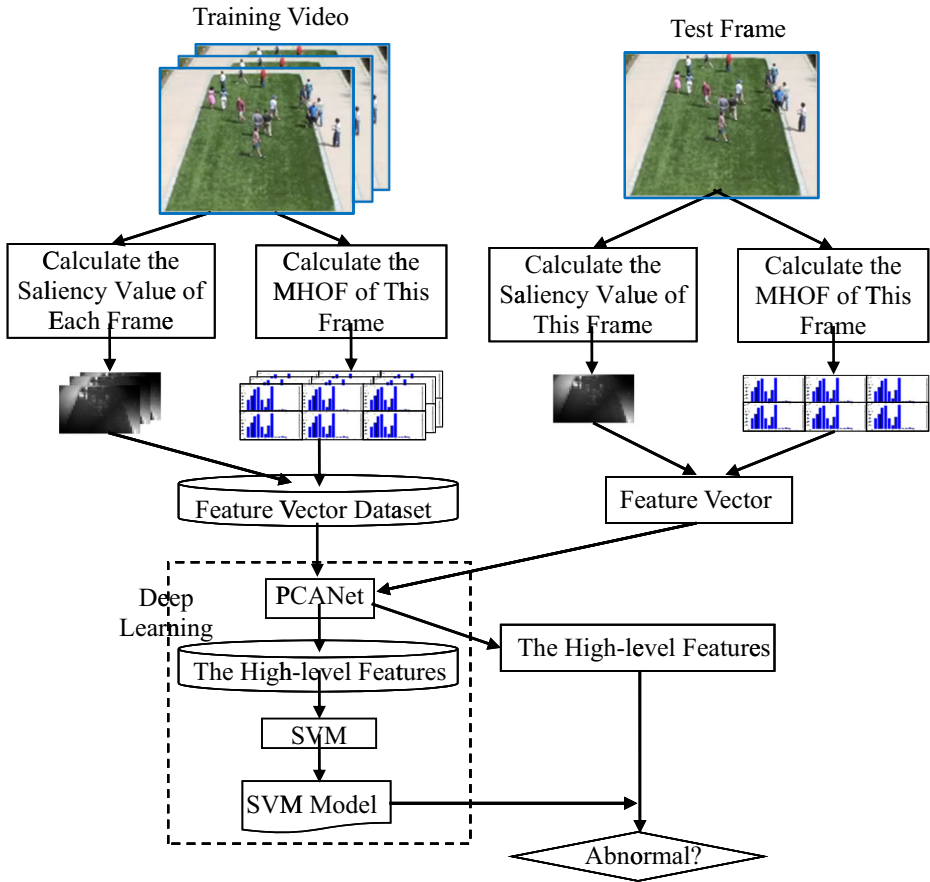 Training Video
Test Frame
Calculate the
Saliency Value of
Each Frame
Calculate the
MHOF of This
Frame
Calculate the
Saliency Value of
This Frame
Calculate the
MHOF of This
Frame
Feature Vector Dataset
Feature Vector
Deep
Learning
PCANet
The High-level Features
The High-level Features
SVM
SVM Model
Abnormal?